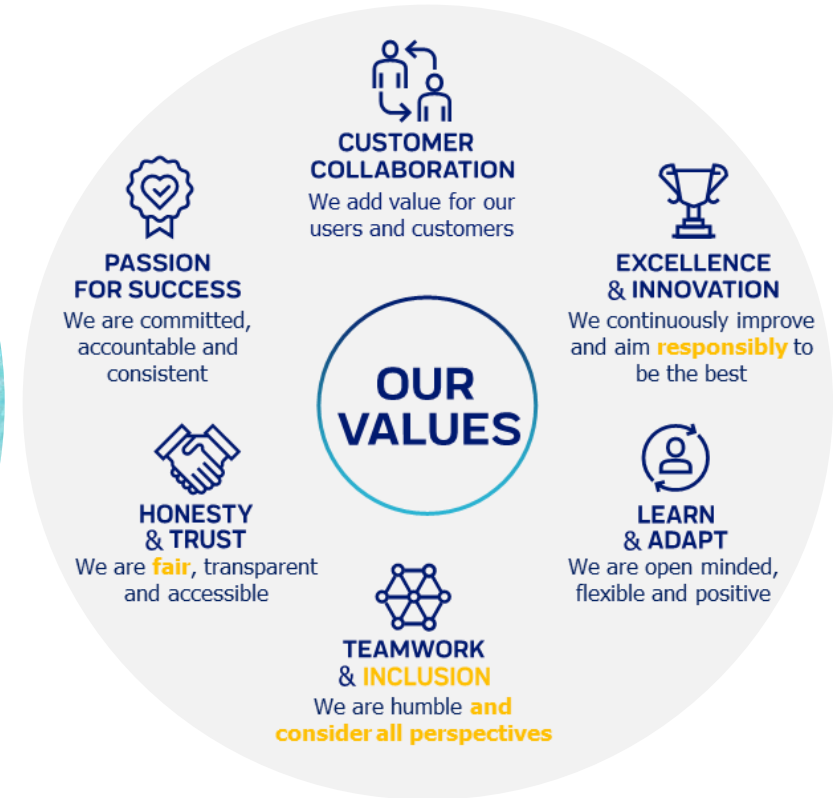 CUSTOMER
COLLABORATION
We add value for our
users and customers
EXCELLENCE
& INNOVATION
We continuously improve
and aim responsibly to
be the best
LEARN
& ADAPT
We are open minded,
flexible and positive
TEAMWORK
& INCLUSION
We are humble and
consider all perspectives
HONESTY
& TRUST
We are fair, transparent
and accessible
PASSION
FOR SUCCESS
We are committed,
accountable and
consistent
OUR
VALUES